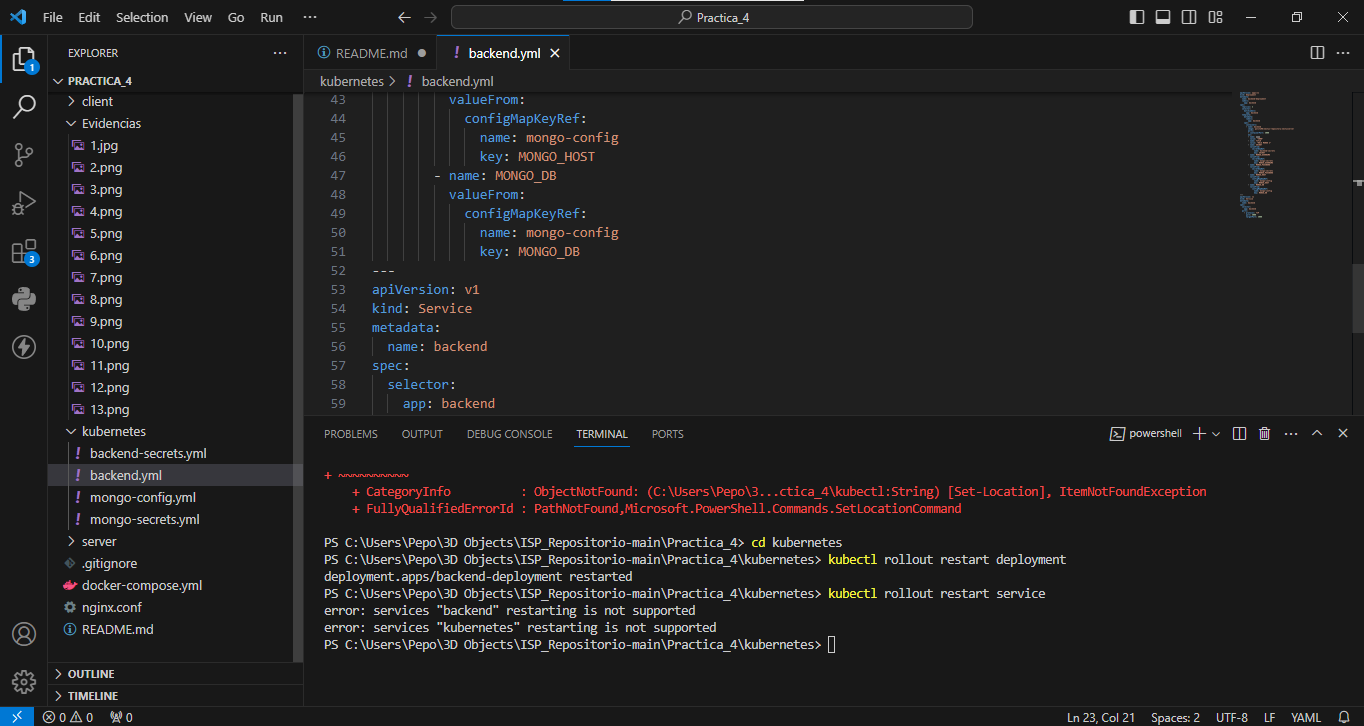 File Edit Selection View Go Run ··· Practica_4
EXPLORER ···
PRACTICA_4
client
Evidencias
1.jpg
2.png
3.png
4.png
5.png
6.png
7.png
8.png
9.png
10.png
11.png
12.png
13.png
kubernetes
! backend-secrets.yml
! backend.yml
! mongo-config.yml
! mongo-secrets.yml
server
.gitignore
docker-compose.yml
nginx.conf
README.md
OUTLINE
TIMELINE
1
3
README.md ● ! backend.yml
kubernetes > ! backend.yml
43 valueFrom:
44 configMapKeyRef:
45 name: mongo-config
46 key: MONGO_HOST
47 - name: MONGO_DB
48 valueFrom:
49 configMapKeyRef:
50 name: mongo-config
51 key: MONGO_DB
52 ---
53 apiVersion: v1
54 kind: Service
55 metadata:
56 name: backend
57 spec:
58 selector:
59 app: backend
PROBLEMS OUTPUT DEBUG CONSOLE TERMINAL PORTS powershell
+ ~~~~~~~~~~
+ CategoryInfo : ObjectNotFound: (C:\Users\Pepo\3...ctica_4\kubectl:String) [Set-Location], ItemNotFoundException
+ FullyQualifiedErrorId : PathNotFound,Microsoft.PowerShell.Commands.SetLocationCommand
PS C:\Users\Pepo\3D Objects\ISP_Repositorio-main\Practica_4> cd kubernetes
PS C:\Users\Pepo\3D Objects\ISP_Repositorio-main\Practica_4\kubernetes> kubectl rollout restart deployment
deployment.apps/backend-deployment restarted
PS C:\Users\Pepo\3D Objects\ISP_Repositorio-main\Practica_4\kubernetes> kubectl rollout restart service
error: services "backend" restarting is not supported
error: services "kubernetes" restarting is not supported
PS C:\Users\Pepo\3D Objects\ISP_Repositorio-main\Practica_4\kubernetes>
0 0 0 Ln 23, Col 21 Spaces: 2 UTF-8 LF YAML